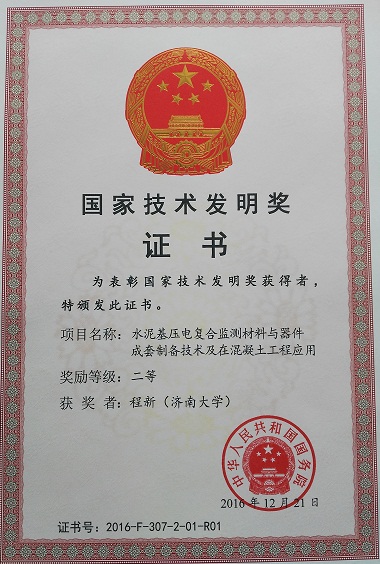 国家技术发明奖
证书
为表彰国家技术发明奖获得者，
特颁发此证书。
项目名称：水泥基压电复合监测材料与器件
成套制备技术及在混凝土工程应用
奖励等级：二等
获奖者：程新（济南大学）
中华人民共和国国务院
2016年12月21日
证书号：2016-F-307-2-01-R01